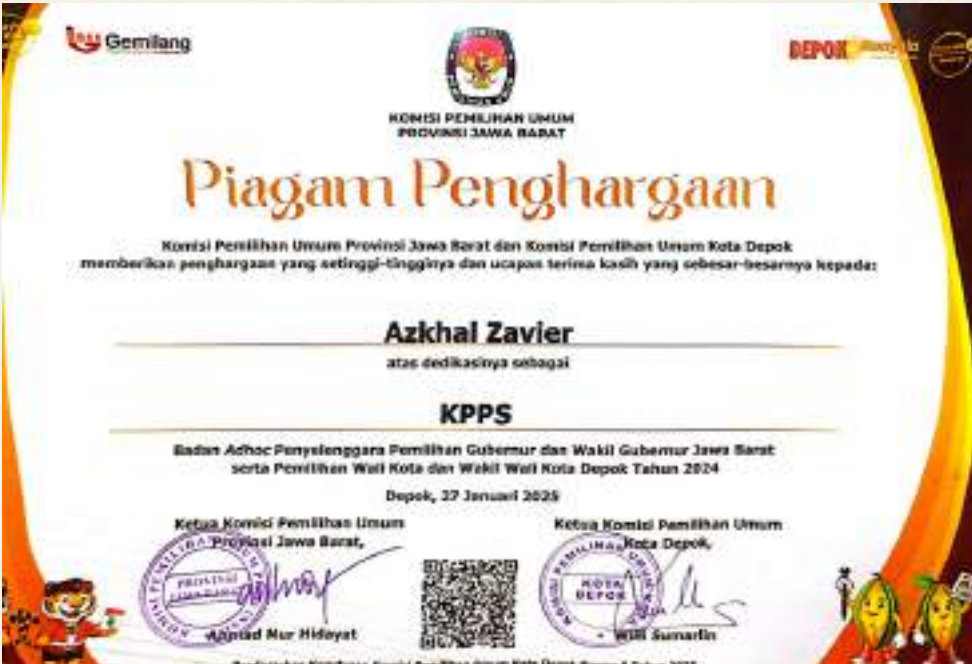 Gemilang
DEPOK
KOMISI PEMILIHAN UMUM
PROVINSI JAWA BARAT
Piagam Penghargaan
Komisi Pemilihan Umum Provinsi Jawa Barat dan Komisi Pemilihan Umum Kota Depok
memberikan penghargaan yang setinggi-tingginya dan ucapan terima kasih yang sebesar-besarnya kepada:
Azkhal Zavier
atas dedikasinya sebagai
KPPS
Badan Adhoc Penyelenggara Pemilihan Gubernur dan Wakil Gubernur Jawa Barat
serta Pemilihan Wali Kota dan Wakil Wali Kota Depok Tahun 2024
Depok, 27 Januari 2025
Ketua Komisi Pemilihan Umum
Provinsi Jawa Barat,
Ahmad Nur Hidayat
Ketua Komisi Pemilihan Umum
Kota Depok,
KOTA
DEPOK
Willi Sumarlin